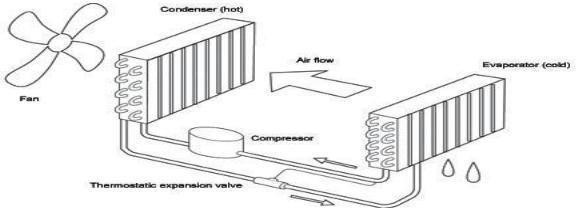 Condenser (hot)
Air flow
Evaporator (cold)
Fan
Compressor
Thermostatic expansion valve